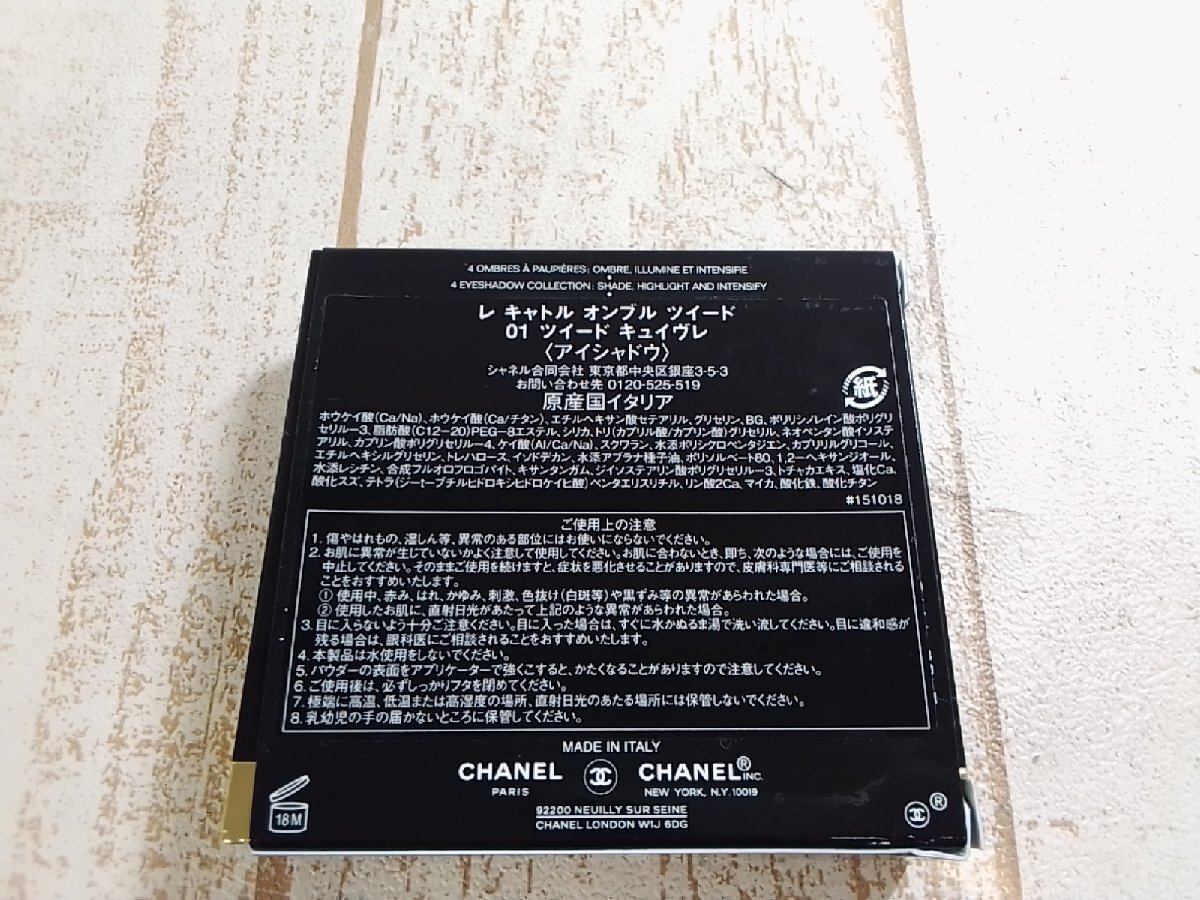 4 OMBRES À PAUPIÈRES: OMBRE, ILLUMINE ET INTENSIFIE
4 EYESHADOW COLLECTION: SHADE, HIGHLIGHT AND INTENSIFY
レ キャトル オンブル ツイード
01 ツイード キュイヴレ
〈アイシャドウ〉
シャネル合同会社 東京都中央区銀座3-5-3
お問い合わせ先 0120-525-519
原産国イタリア
紙
ホウケイ酸(Ca/Na)、ホウケイ酸(Ca/チタン)、エチルヘキサン酸セテアリル、グリセリン、BG、ポリリシノレイン酸ポリグリ
セリル-3、脂肪酸(C12-20)PEG-8エステル、シリカ、トリ(カプリル酸/カプリン酸)グリセリル、ネオペンタン酸イソステ
アリル、カプリン酸ポリグリセリル-4、ケイ酸(Al/Ca/Na)、スクワラン、水添ポリシクロペンタジエン、カプリリルグリコール、
エチルヘキシルグリセリン、トレハロース、イソドデカン、水添アブラナ種子油、ポリソルベート80、1,2-ヘキサンジオール、
水添レシチン、合成フルオロフロゴパイト、キサンタンガム、ジイソステアリン酸ポリグリセリル-3、トチャカエキス、塩化Ca、
酸化スズ、テトラ(ジ-t-ブチルヒドロキシヒドロケイヒ酸)ペンタエリスリチル、リン酸2Ca、マイカ、酸化鉄、酸化チタン
#151018
ご使用上の注意
1. 傷やはれもの、湿しん等、異常のある部位にはお使いにならないでください。
2. お肌に異常が生じていないかよく注意して使用してください。お肌に合わないとき、即ち、次のような場合には、ご使用を
中止してください。そのままご使用を続けますと、症状を悪化させることがありますので、皮膚科専門医等にご相談される
ことをおすすめいたします。
① 使用中、赤み、はれ、かゆみ、刺激、色抜け(白斑等)や黒ずみ等の異常があらわれた場合。
② 使用したお肌に、直射日光があたって上記のような異常があらわれた場合。
3. 目に入らないよう十分ご注意ください。目に入った場合は、すぐに水かぬるま湯で洗い流してください。目に違和感が
残る場合は、眼科医にご相談されることをおすすめいたします。
4. 本製品は水使用をしないでください。
5. パウダーの表面をアプリケーターで強くこすると、かたくなることがありますので注意してください。
6. ご使用後は、必ずしっかりフタを閉めてください。
7. 極端に高温、低温または高湿度の場所、直射日光のあたる場所には保管しないでください。
8. 乳幼児の手の届かないところに保管してください。
MADE IN ITALY
CHANEL CHANEL® INC.
PARIS NEW YORK, N.Y. 10019
92200 NEUILLY SUR SEINE
CHANEL LONDON W1J 6DG
18M
®